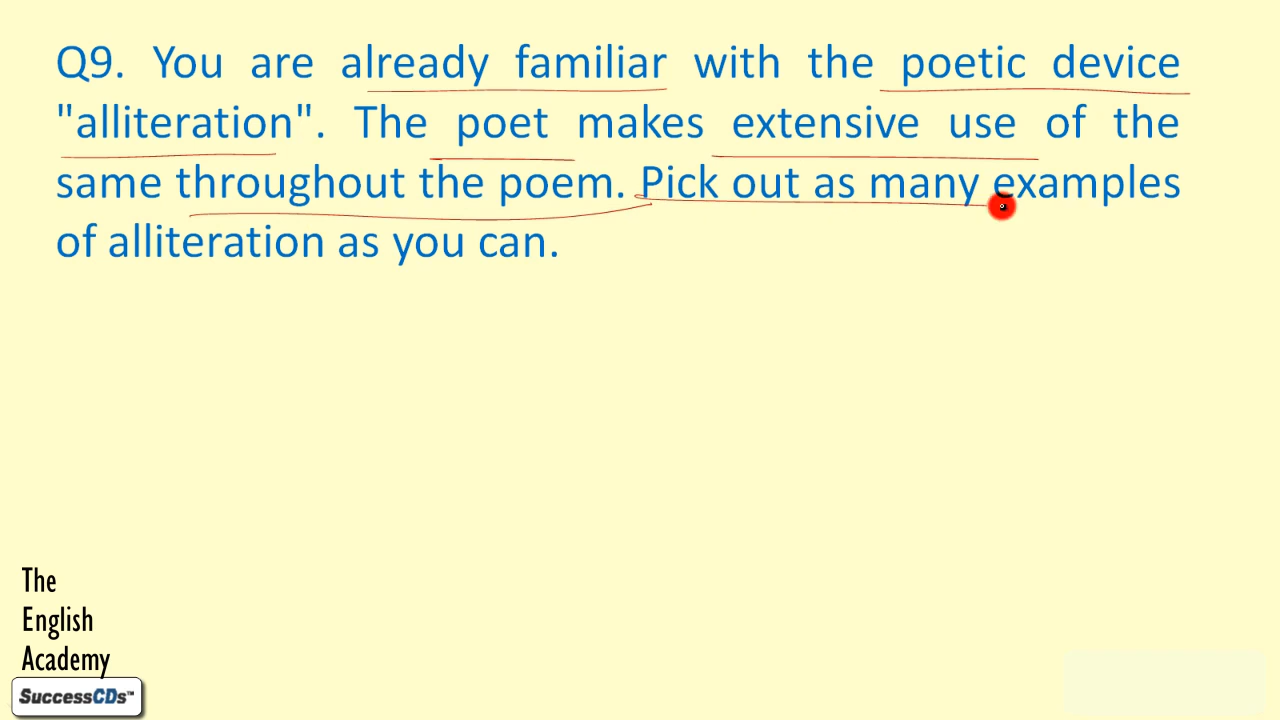 Q9. You are already familiar with the poetic device
"alliteration". The poet makes extensive use of the
same throughout the poem. Pick out as many examples
of alliteration as you can.
The
English
Academy
SuccessCDs™